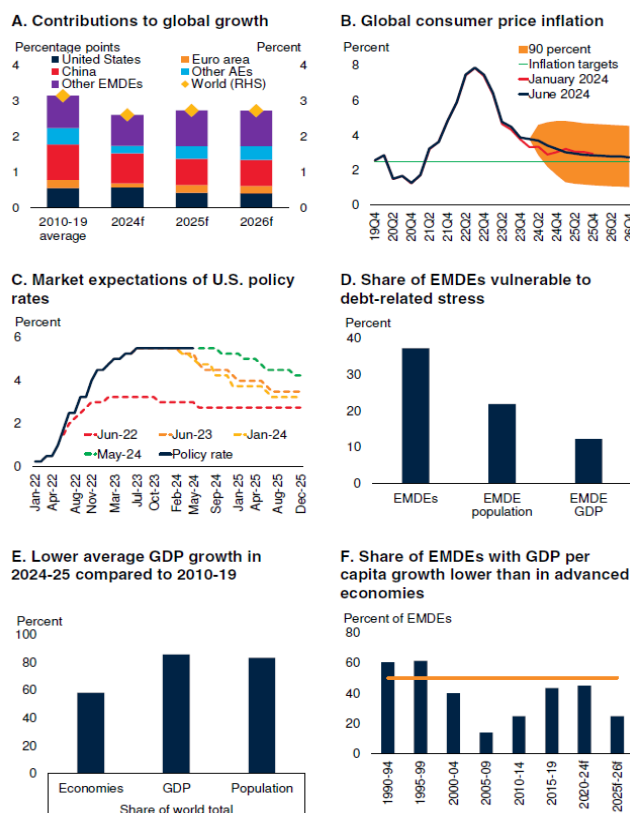 A. Contributions to global growth
Percentage points
Percent
United States
Euro area
China
Other AEs
Other EMDEs
World (RHS)
4
3
2
1
0
4
3
2
1
0
2010-19
average
2024f
2025f
2026f
B. Global consumer price inflation
Percent
90 percent
Inflation targets
January 2024
June 2024
8
6
4
2
0
19Q4
20Q2
20Q4
21Q2
21Q4
22Q2
22Q4
23Q2
23Q4
24Q2
24Q4
25Q2
25Q4
26Q2
26Q4
C. Market expectations of U.S. policy
rates
Percent
6
4
2
0
Jun-22
Jun-23
Jan-24
May-24
Policy rate
Jan-22
Apr-22
Aug-22
Nov-22
Mar-23
Jul-23
Oct-23
Feb-24
May-24
Sep-24
Jan-25
Apr-25
Aug-25
Dec-25
D. Share of EMDEs vulnerable to
debt-related stress
Percent
40
30
20
10
0
EMDEs
EMDE
population
EMDE
GDP
E. Lower average GDP growth in
2024-25 compared to 2010-19
Percent
100
80
60
40
20
0
Economies
GDP
Population
Share of world total
F. Share of EMDEs with GDP per
capita growth lower than in advanced
economies
Percent of EMDEs
80
60
40
20
0
1990-94
1995-99
2000-04
2005-09
2010-14
2015-19
2020-24f
2025f-26f